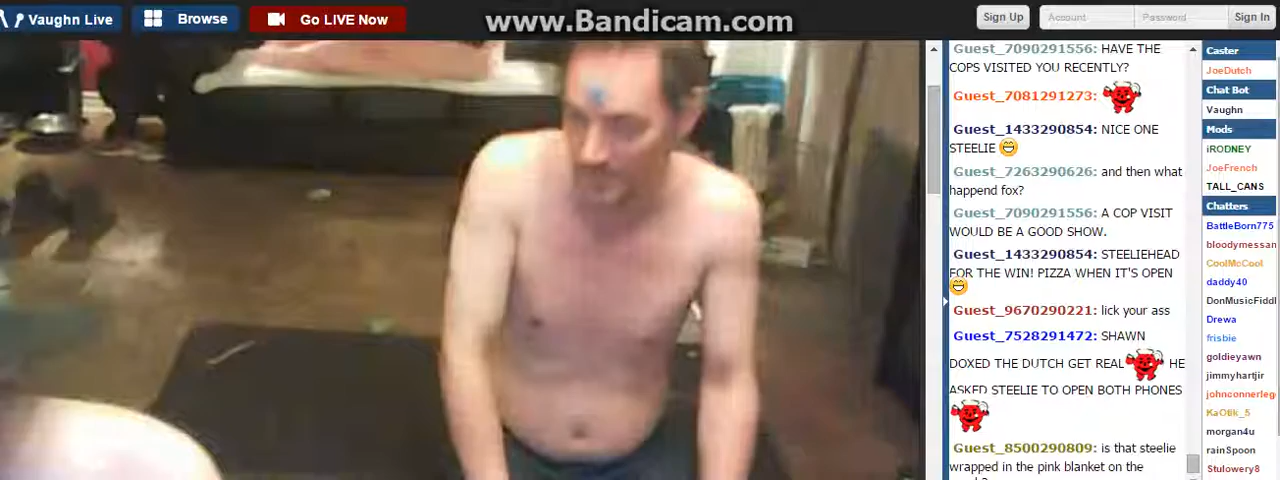 Vaughn Live
Browse
Go LIVE Now
www.Bandicam.com
Sign Up
Account
Password
Sign In
Guest_7090291556: HAVE THE
COPS VISITED YOU RECENTLY?
Guest_7081291273:
Guest_1433290854: NICE ONE
STEELIE
Guest_7263290626: and then what
happend fox?
Guest_7090291556: A COP VISIT
WOULD BE A GOOD SHOW.
Guest_1433290854: STEELIEHEAD
FOR THE WIN! PIZZA WHEN IT'S OPEN
Guest_9670290221: lick your ass
Guest_7528291472: SHAWN
DOXED THE DUTCH GET REAL HE
ASKED STEELIE TO OPEN BOTH PHONES
Guest_8500290809: is that steelie
wrapped in the pink blanket on the
Caster
JoeDutch
Chat Bot
Vaughn
Mods
iRODNEY
JoeFrench
TALL_CANS
Chatters
BattleBorn775
bloodymessan
CoolMcCool
daddy40
DonMusicFiddl
Drewa
frisbie
goldieyawn
jimmyhartjir
johnconnerleg
KaOtik_5
morgan4u
rainSpoon
Stulowery8